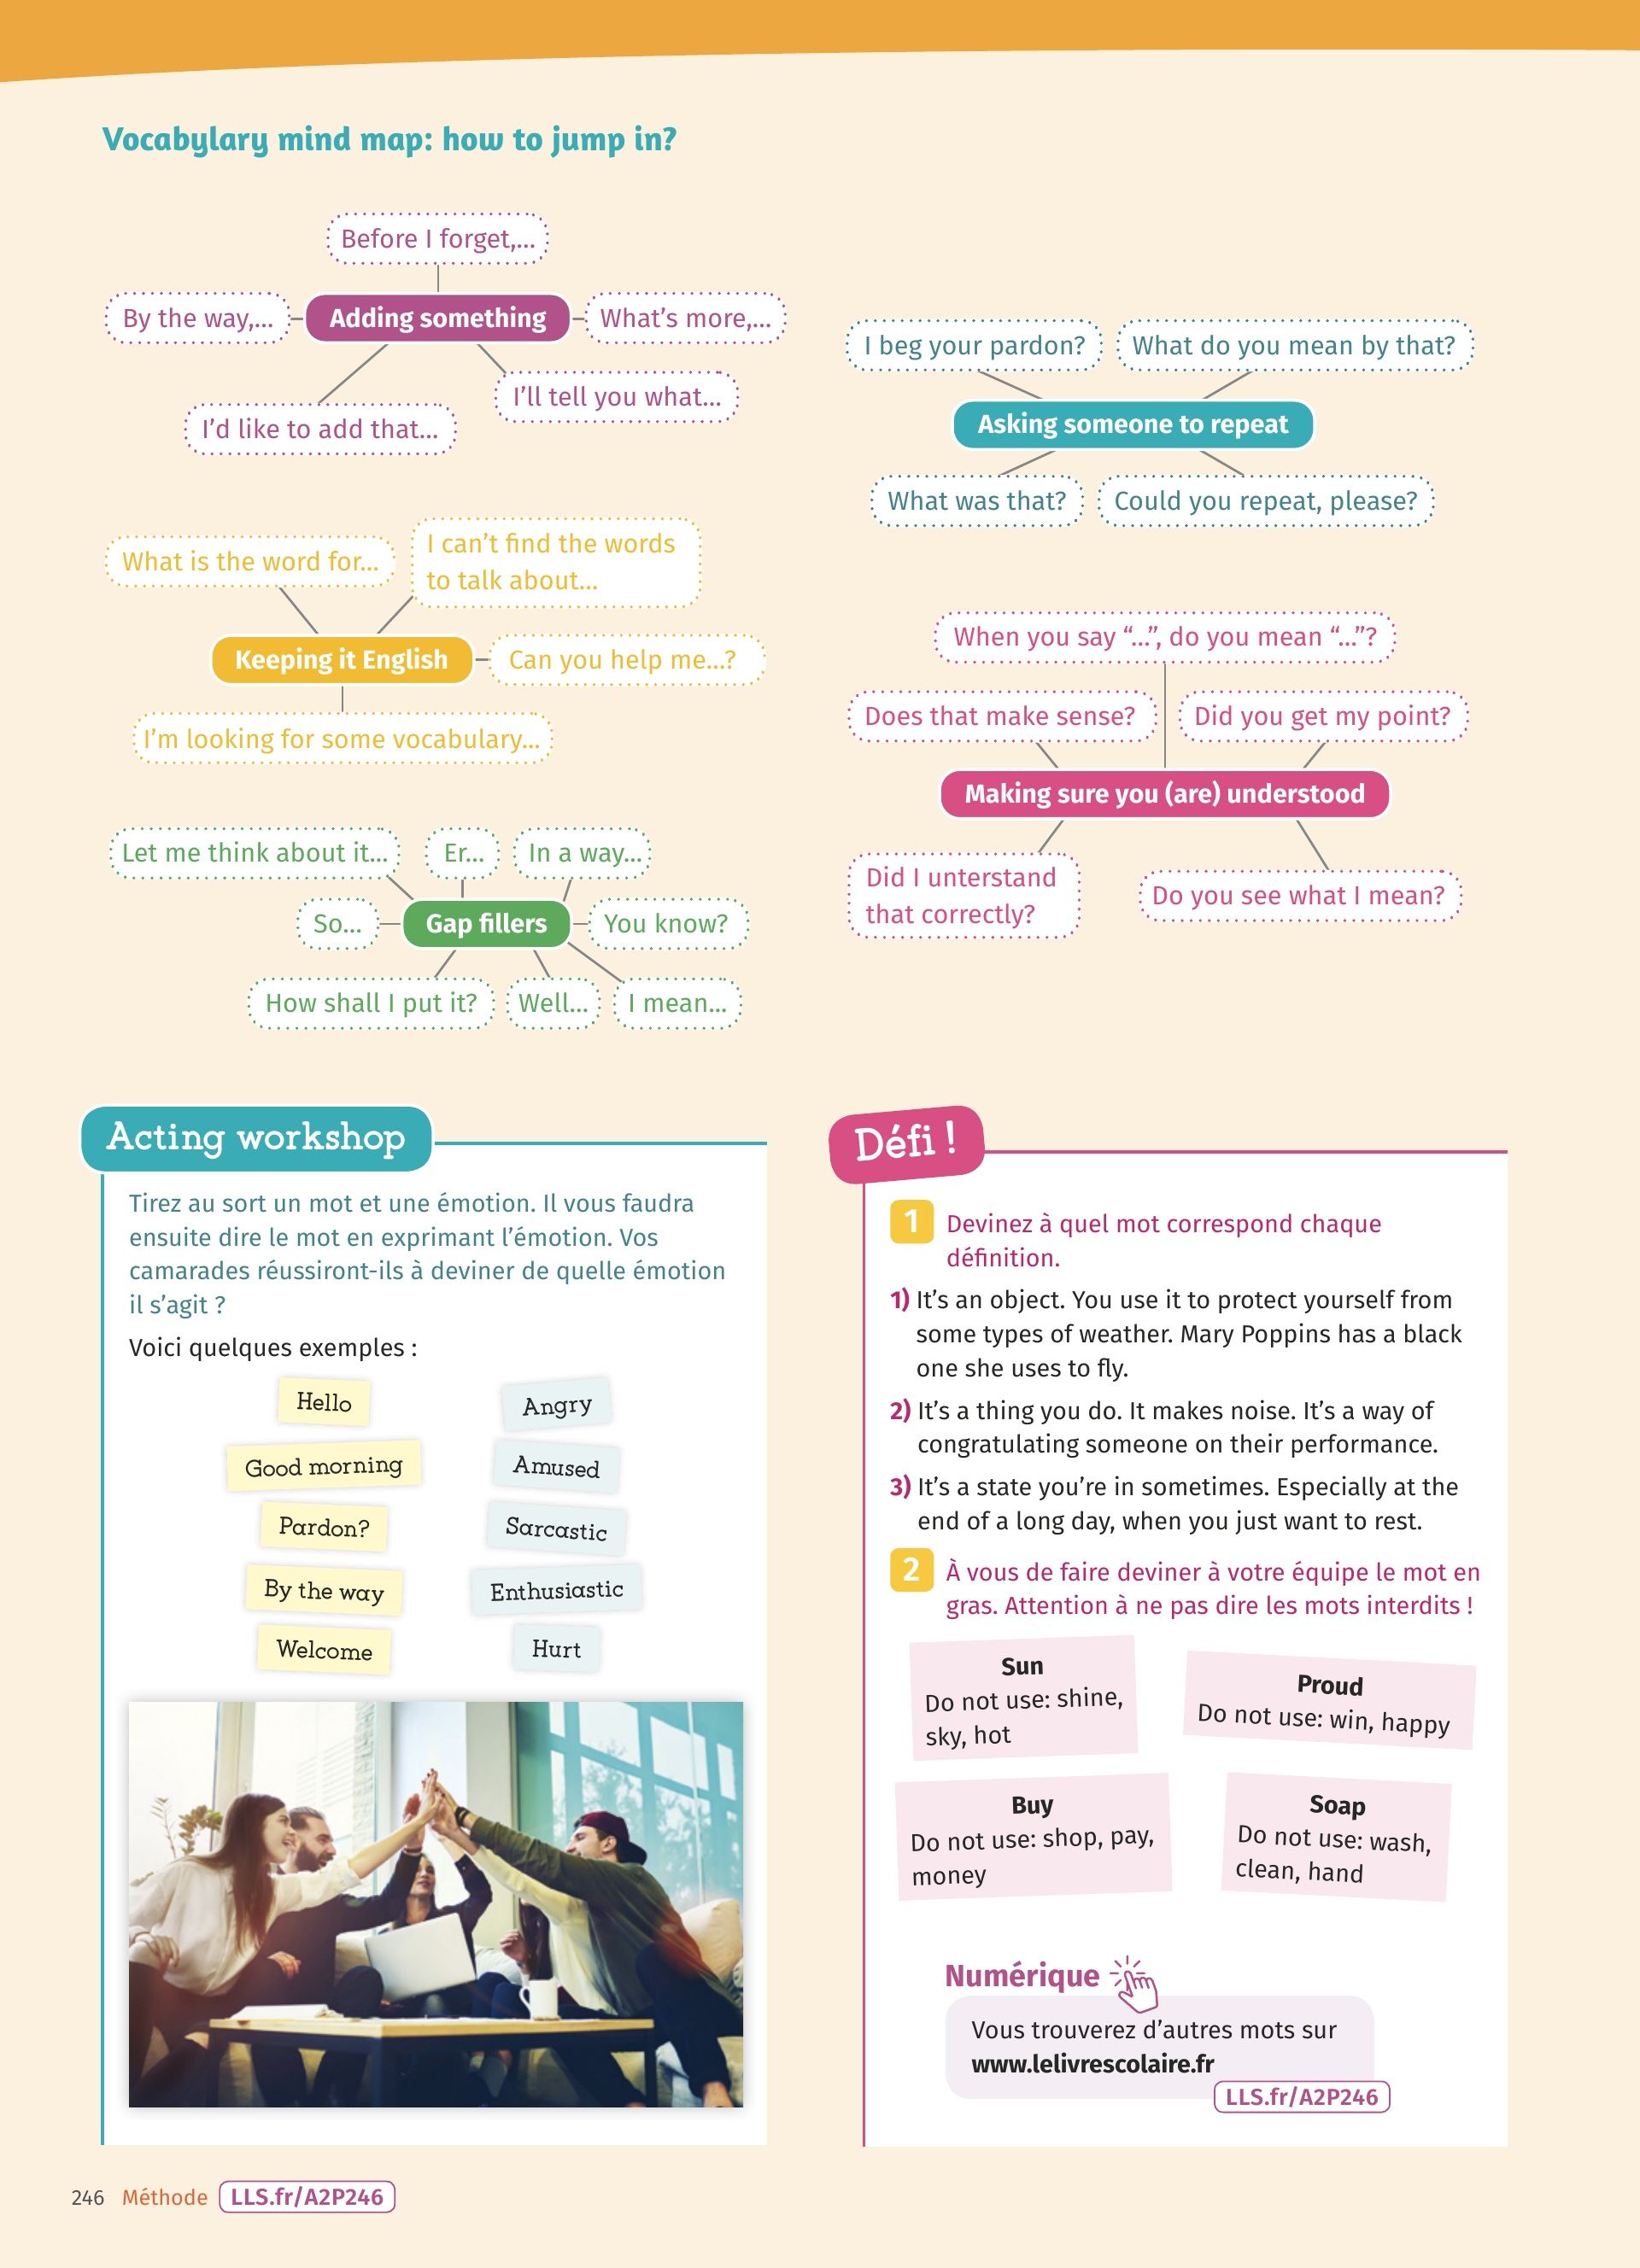 Vocabylary mind map: how to jump in?
Before I forget,...
By the way,...
Adding something
What's more,...
I'll tell you what...
I'd like to add that...
I beg your pardon?
What do you mean by that?
Asking someone to repeat
What was that?
Could you repeat, please?
What is the word for...
I can't find the words
to talk about...
Keeping it English
Can you help me...?
I'm looking for some vocabulary...
When you say “...”, do you mean “...”?
Does that make sense?
Did you get my point?
Making sure you (are) understood
Did I unterstand
that correctly?
Do you see what I mean?
Let me think about it...
Er...
In a way...
So...
Gap fillers
You know?
How shall I put it?
Well...
I mean...
Acting workshop
Tirez au sort un mot et une émotion. Il vous faudra
ensuite dire le mot en exprimant l'émotion. Vos
camarades réussiront-ils à deviner de quelle émotion
il s'agit ?
Voici quelques exemples :
Hello
Angry
Good morning
Amused
Pardon?
Sarcastic
By the way
Enthusiastic
Welcome
Hurt
Défi !
1 Devinez à quel mot correspond chaque
définition.
1) It's an object. You use it to protect yourself from
some types of weather. Mary Poppins has a black
one she uses to fly.
2) It's a thing you do. It makes noise. It's a way of
congratulating someone on their performance.
3) It's a state you're in sometimes. Especially at the
end of a long day, when you just want to rest.
2 À vous de faire deviner à votre équipe le mot en
gras. Attention à ne pas dire les mots interdits !
Sun
Do not use: shine,
sky, hot
Proud
Do not use: win, happy
Buy
Do not use: shop, pay,
money
Soap
Do not use: wash,
clean, hand
Numérique
Vous trouverez d'autres mots sur
www.lelivrescolaire.fr
LLS.fr/A2P246
246 Méthode LLS.fr/A2P246